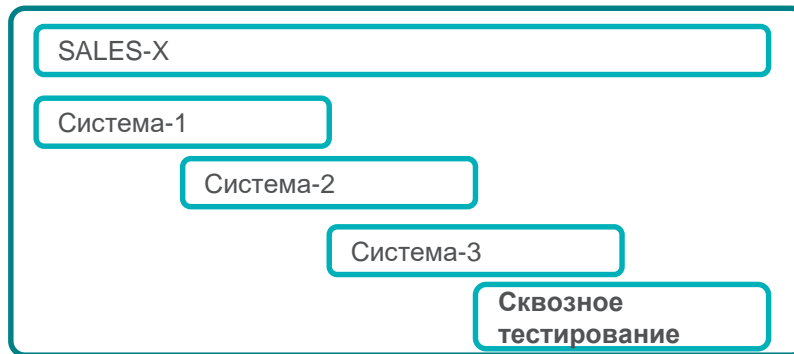 SALES-X
Система-1
Система-2
Система-3
Сквозное
тестирование